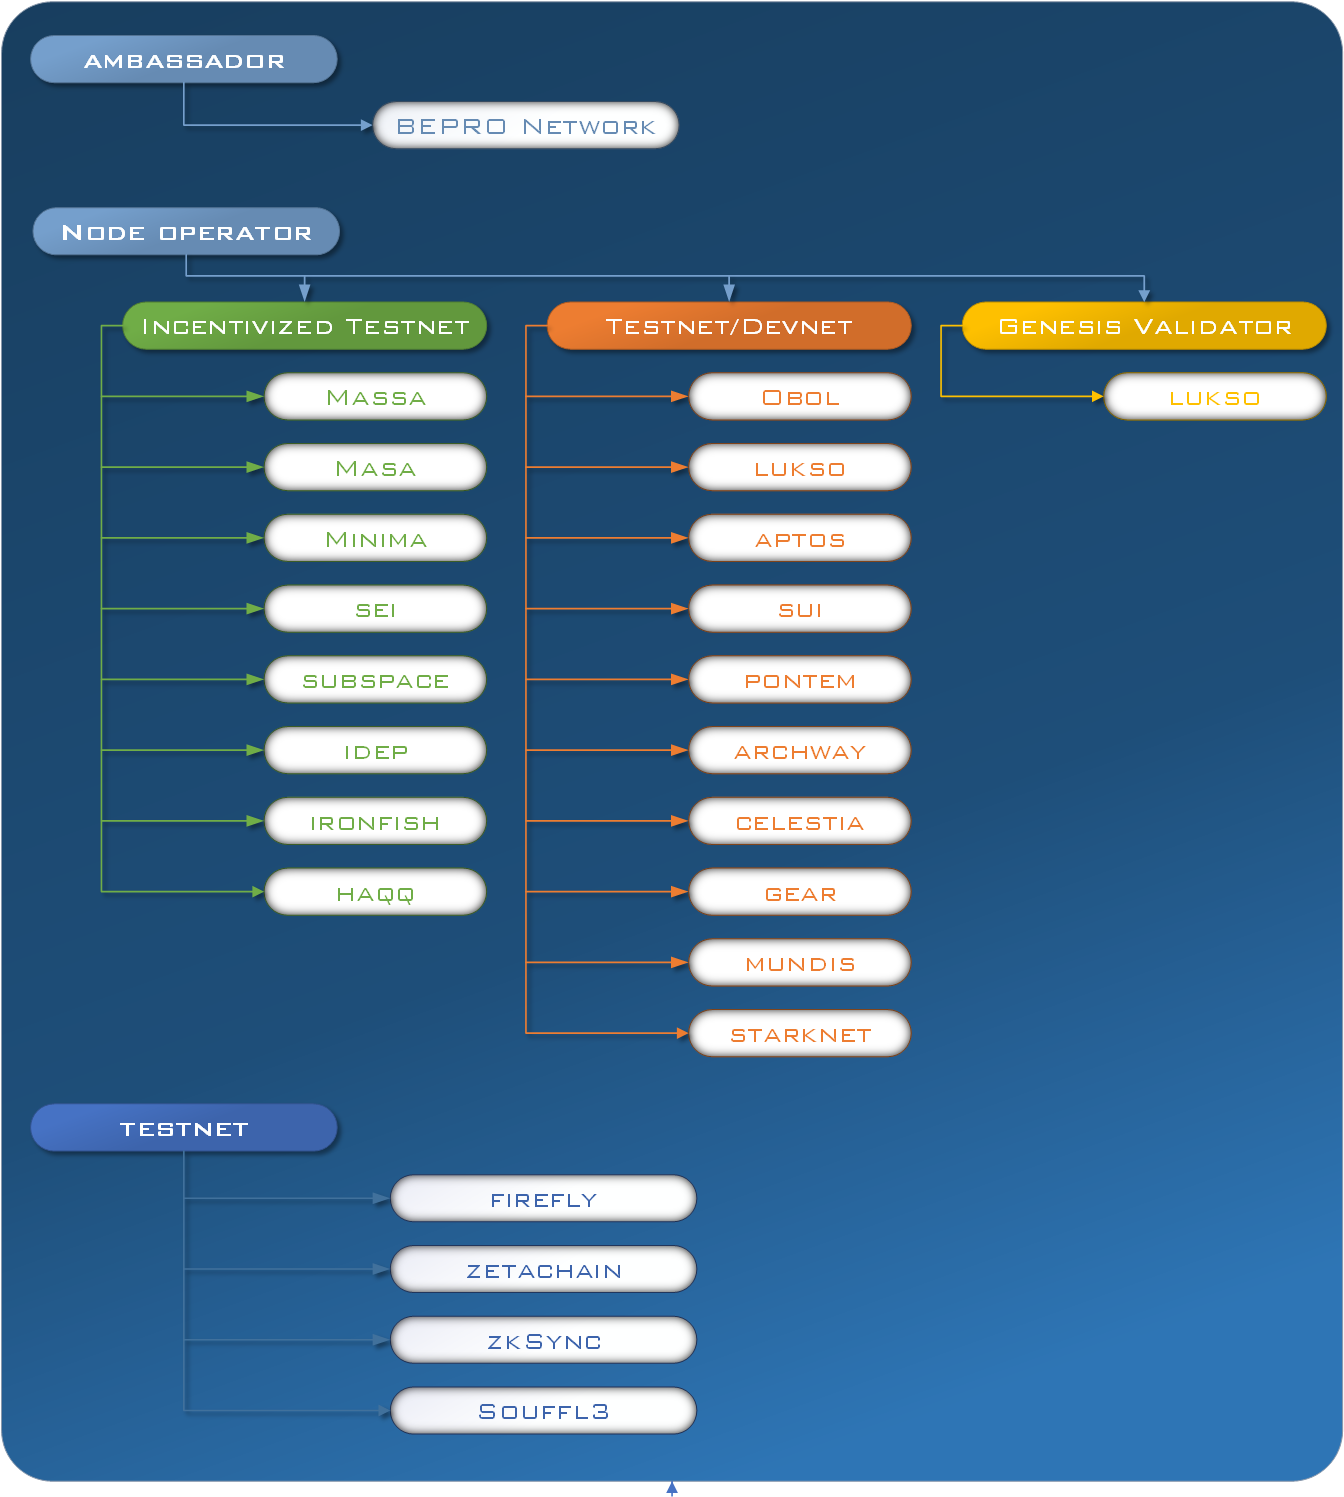 AMBASSADOR
BEPRO Network
Node operator
Incentivized Testnet
Massa
Masa
Minima
SEI
SUBSPACE
IDEP
IRONFISH
HAQQ
Testnet/Devnet
Obol
LUKSO
APTOS
SUI
PONTEM
ARCHWAY
CELESTIA
GEAR
MUNDIS
STARKNET
Genesis Validator
LUKSO
TESTNET
FIREFLY
ZETACHAIN
zkSync
Souffl3